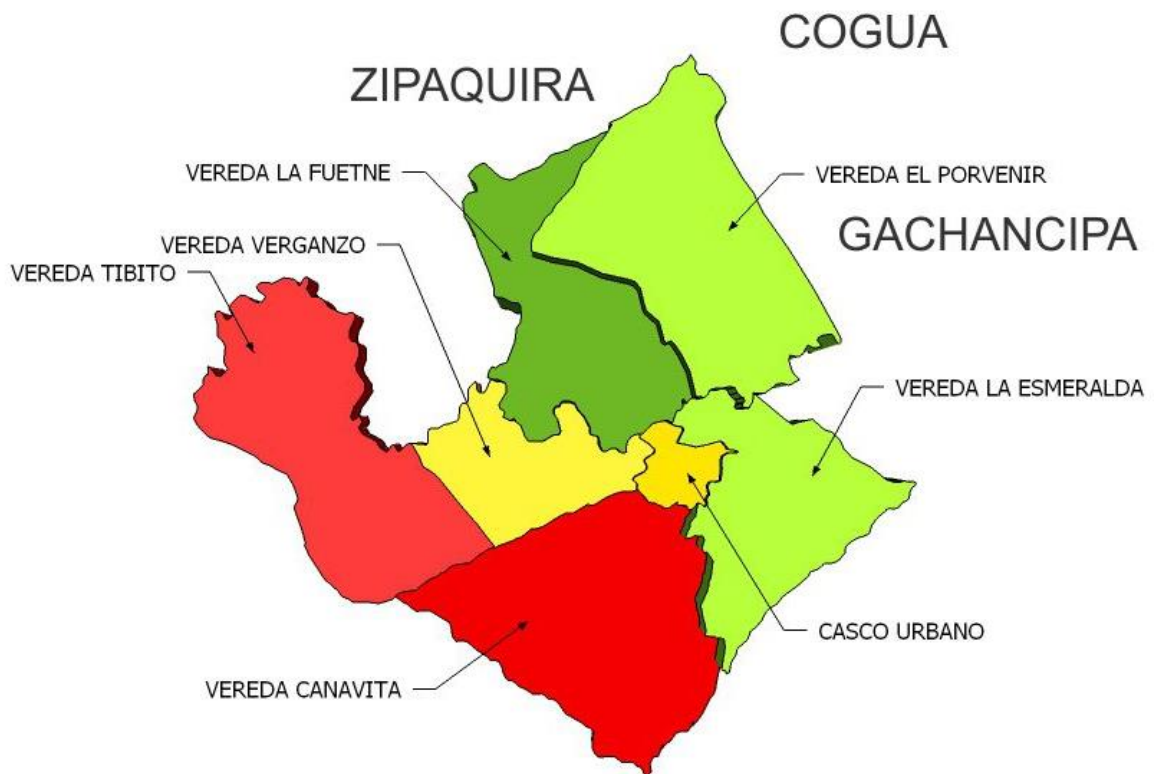 COGUA
ZIPAQUIRA
VEREDA LA FUETNE
VEREDA EL PORVENIR
GACHANCIPA
VEREDA VERGANZO
VEREDA TIBITO
VEREDA LA ESMERALDA
CASCO URBANO
VEREDA CANAVITA